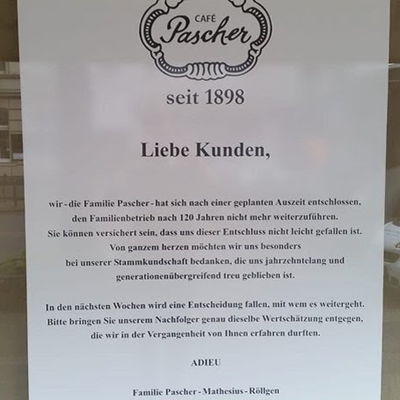 CAFÉ
Pascher
seit 1898
Liebe Kunden,
wir - die Familie Pascher - hat sich nach einer geplanten Auszeit entschlossen,
den Familienbetrieb nach 120 Jahren nicht mehr weiterzuführen.
Sie können versichert sein, dass uns dieser Entschluss nicht leicht gefallen ist.
Von ganzem herzen möchten wir uns besonders
bei unserer Stammkundschaft bedanken, die uns jahrzehntelang und
generationenübergreifend treu geblieben ist.
In den nächsten Wochen wird eine Entscheidung fallen, mit wem es weitergeht.
Bitte bringen Sie unserem Nachfolger genau dieselbe Wertschätzung entgegen,
die wir in der Vergangenheit von Ihnen erfahren durften.
ADIEU
Familie Pascher - Mathesius - Röllgen